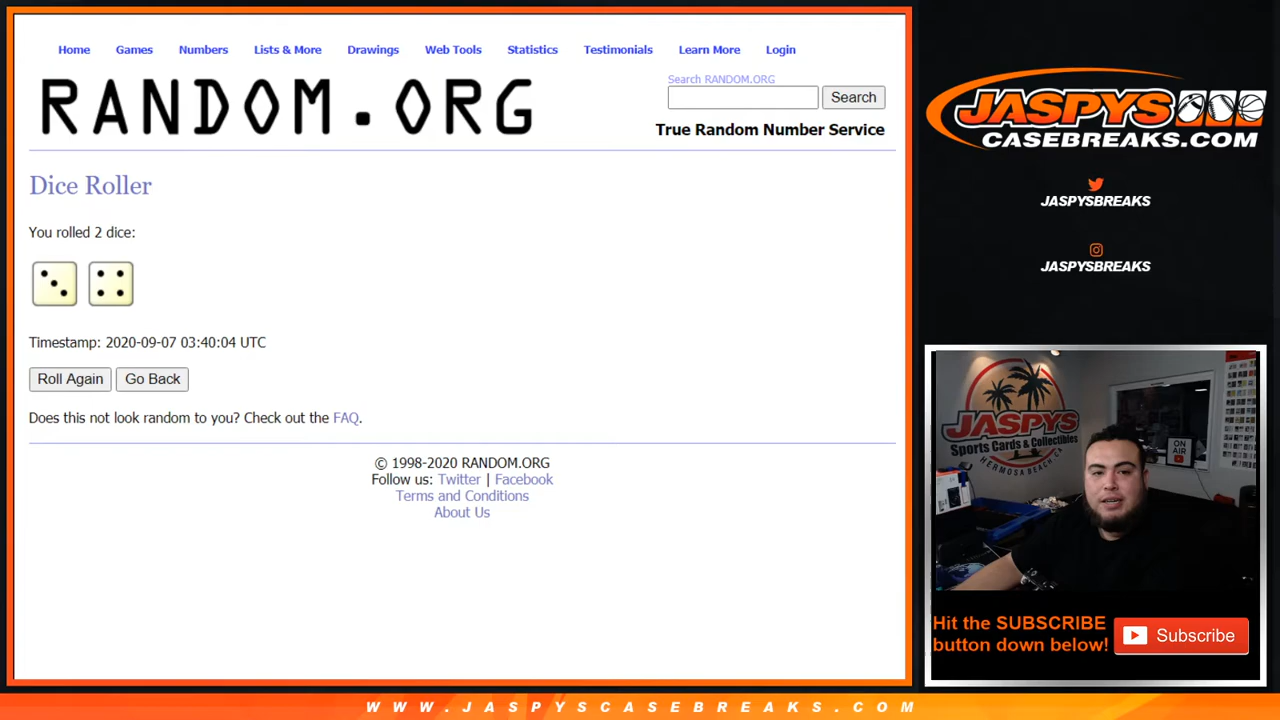 Home Games Numbers Lists & More Drawings Web Tools Statistics Testimonials Learn More Login
RANDOM.ORG
Search RANDOM.ORG
Search
True Random Number Service
Dice Roller
You rolled 2 dice:
Timestamp: 2020-09-07 03:40:04 UTC
Roll Again Go Back
Does this not look random to you? Check out the FAQ.
© 1998-2020 RANDOM.ORG
Follow us: Twitter | Facebook
Terms and Conditions
About Us
JASPYS
CASEBREAKS.COM
JASPYSBREAKS
JASPYSBREAKS
JASPYS
Sports Cards & Collectibles
HERMOSA BEACH CA
ON
AIR
Hit the SUBSCRIBE
button down below!
Subscribe
WWW.JASPYSCASEBREAKS.COM